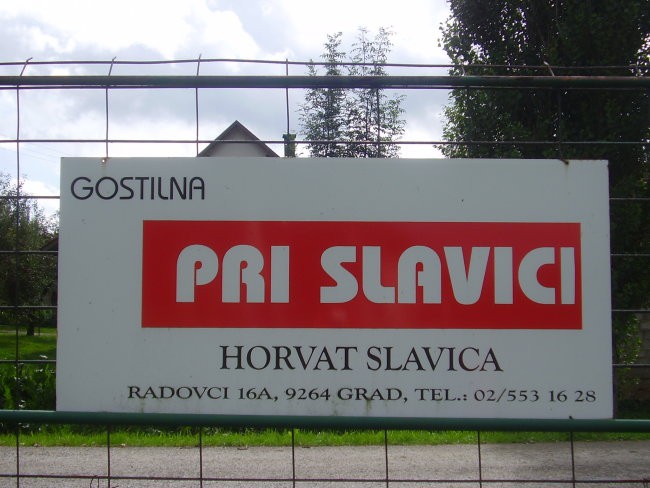 GOSTILNA
PRI SLAVICI
HORVAT SLAVICA
RADOVCI 16A, 9264 GRAD, TEL.: 02/553 16 28